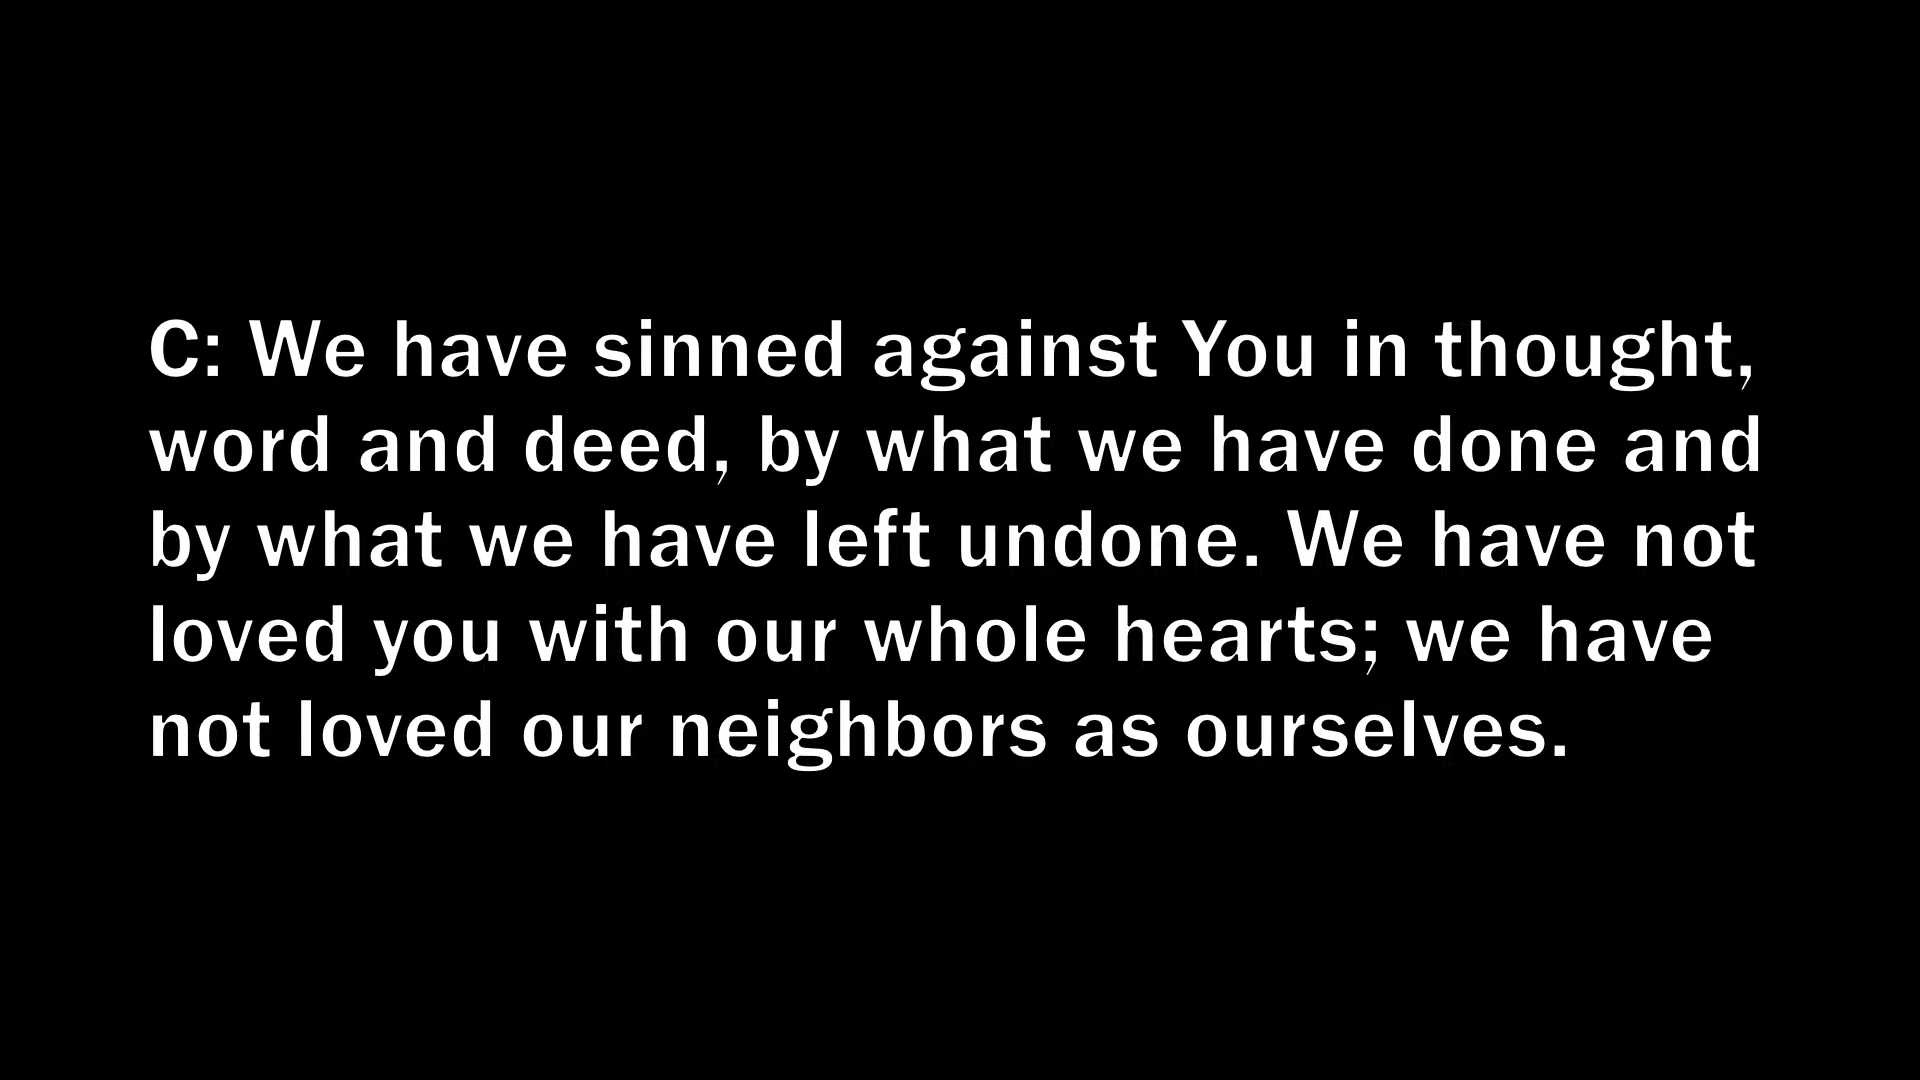 C: We have sinned against You in thought,
word and deed, by what we have done and
by what we have left undone. We have not
loved you with our whole hearts; we have
not loved our neighbors as ourselves.